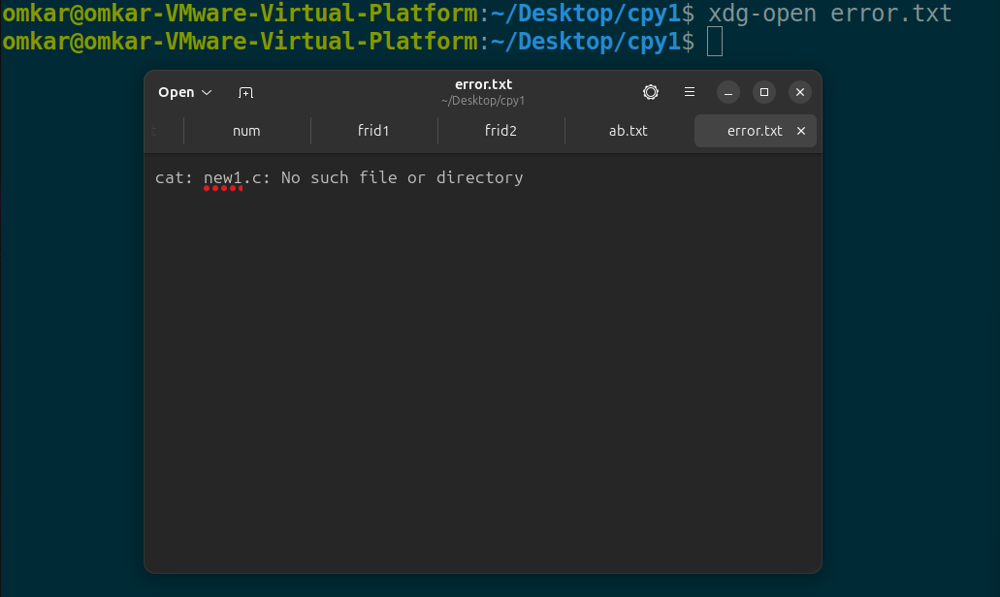 omkar@omkar-VMware-Virtual-Platform:~/Desktop/cpy1$ xdg-open error.txt
omkar@omkar-VMware-Virtual-Platform:~/Desktop/cpy1$
Open
error.txt
~/Desktop/cpy1
num frid1 frid2 ab.txt error.txt
cat: new1.c: No such file or directory